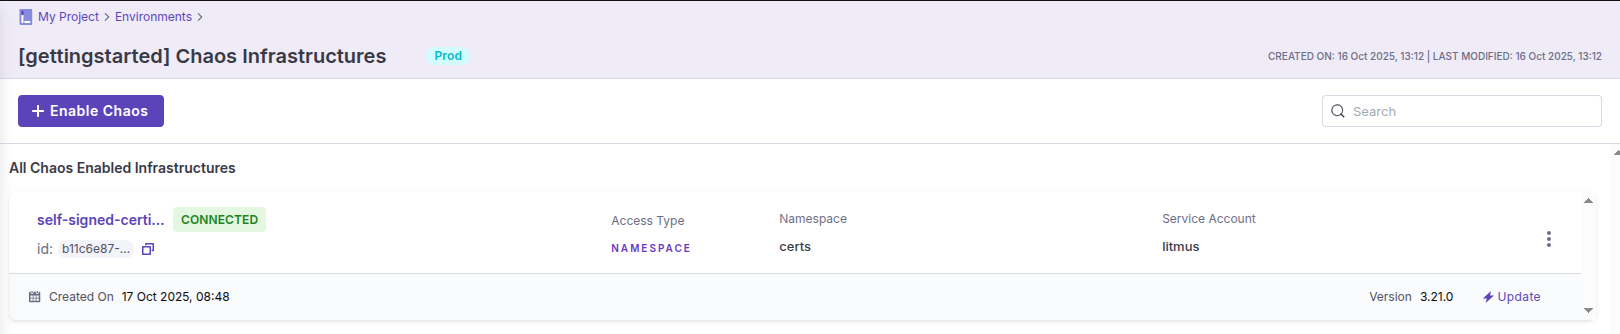 My Project > Environments >
[gettingstarted] Chaos Infrastructures Prod CREATED ON: 16 Oct 2025, 13:12 | LAST MODIFIED: 16 Oct 2025, 13:12
+ Enable Chaos Search
All Chaos Enabled Infrastructures
self-signed-certi... CONNECTED Access Type Namespace Service Account
id: b11c6e87-... NAMESPACE certs litmus
Created On 17 Oct 2025, 08:48 Version 3.21.0 Update